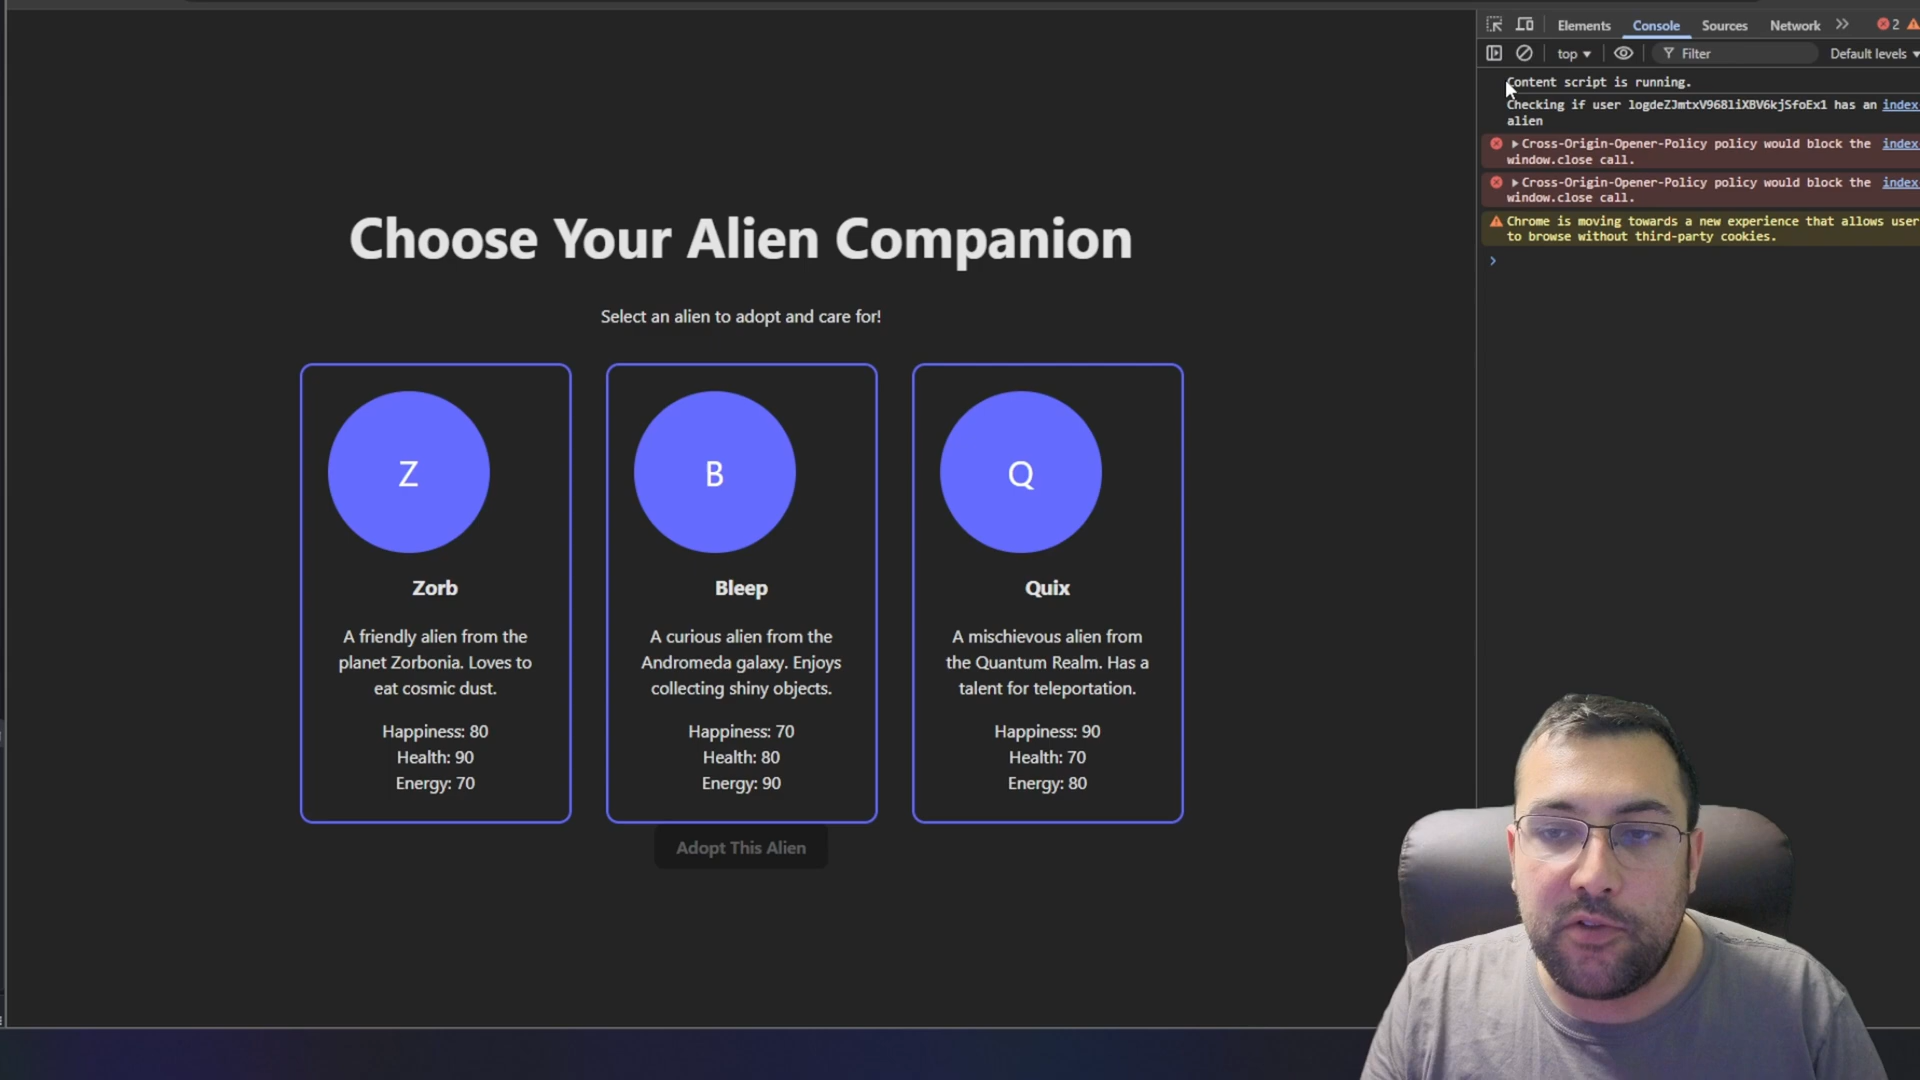 Elements Console Sources Network 2
top Filter Default levels
Content script is running.
Checking if user logdeZJmtxV968liXBV6kjSfoEx1 has an index
alien
Cross-Origin-Opener-Policy policy would block the index
window.close call.
Cross-Origin-Opener-Policy policy would block the index
window.close call.
Chrome is moving towards a new experience that allows user
to browse without third-party cookies.
Choose Your Alien Companion
Select an alien to adopt and care for!
Z
Zorb
A friendly alien from the
planet Zorbonia. Loves to
eat cosmic dust.
Happiness: 80
Health: 90
Energy: 70
B
Bleep
A curious alien from the
Andromeda galaxy. Enjoys
collecting shiny objects.
Happiness: 70
Health: 80
Energy: 90
Q
Quix
A mischievous alien from
the Quantum Realm. Has a
talent for teleportation.
Happiness: 90
Health: 70
Energy: 80
Adopt This Alien